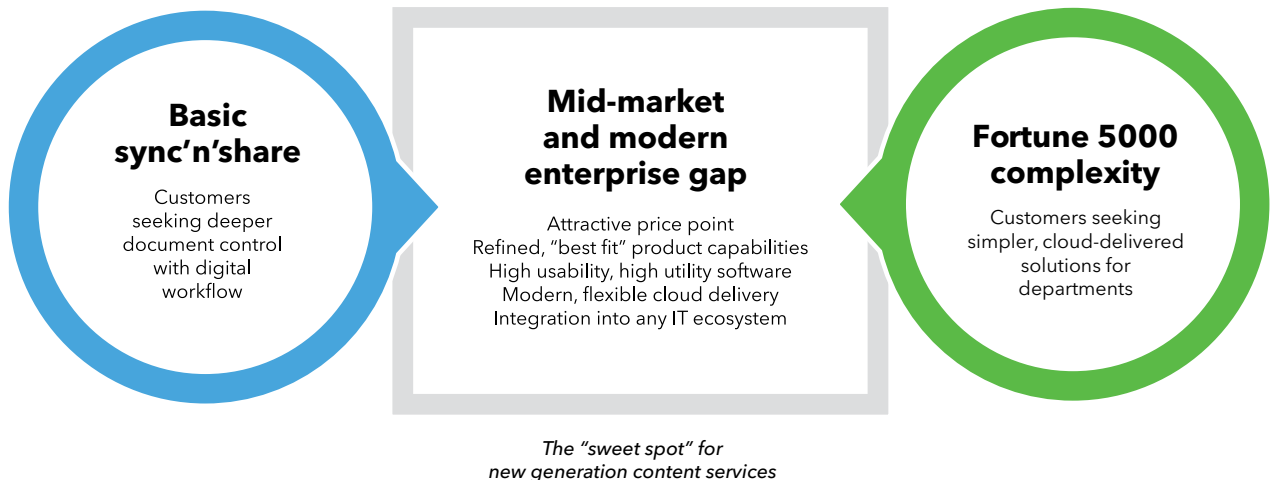 Basic
sync’n’share
Customers
seeking deeper
document control
with digital
workflow
Mid-market
and modern
enterprise gap
Attractive price point
Refined, “best fit” product capabilities
High usability, high utility software
Modern, flexible cloud delivery
Integration into any IT ecosystem
Fortune 5000
complexity
Customers seeking
simpler, cloud-delivered
solutions for
departments
The “sweet spot” for
new generation content services